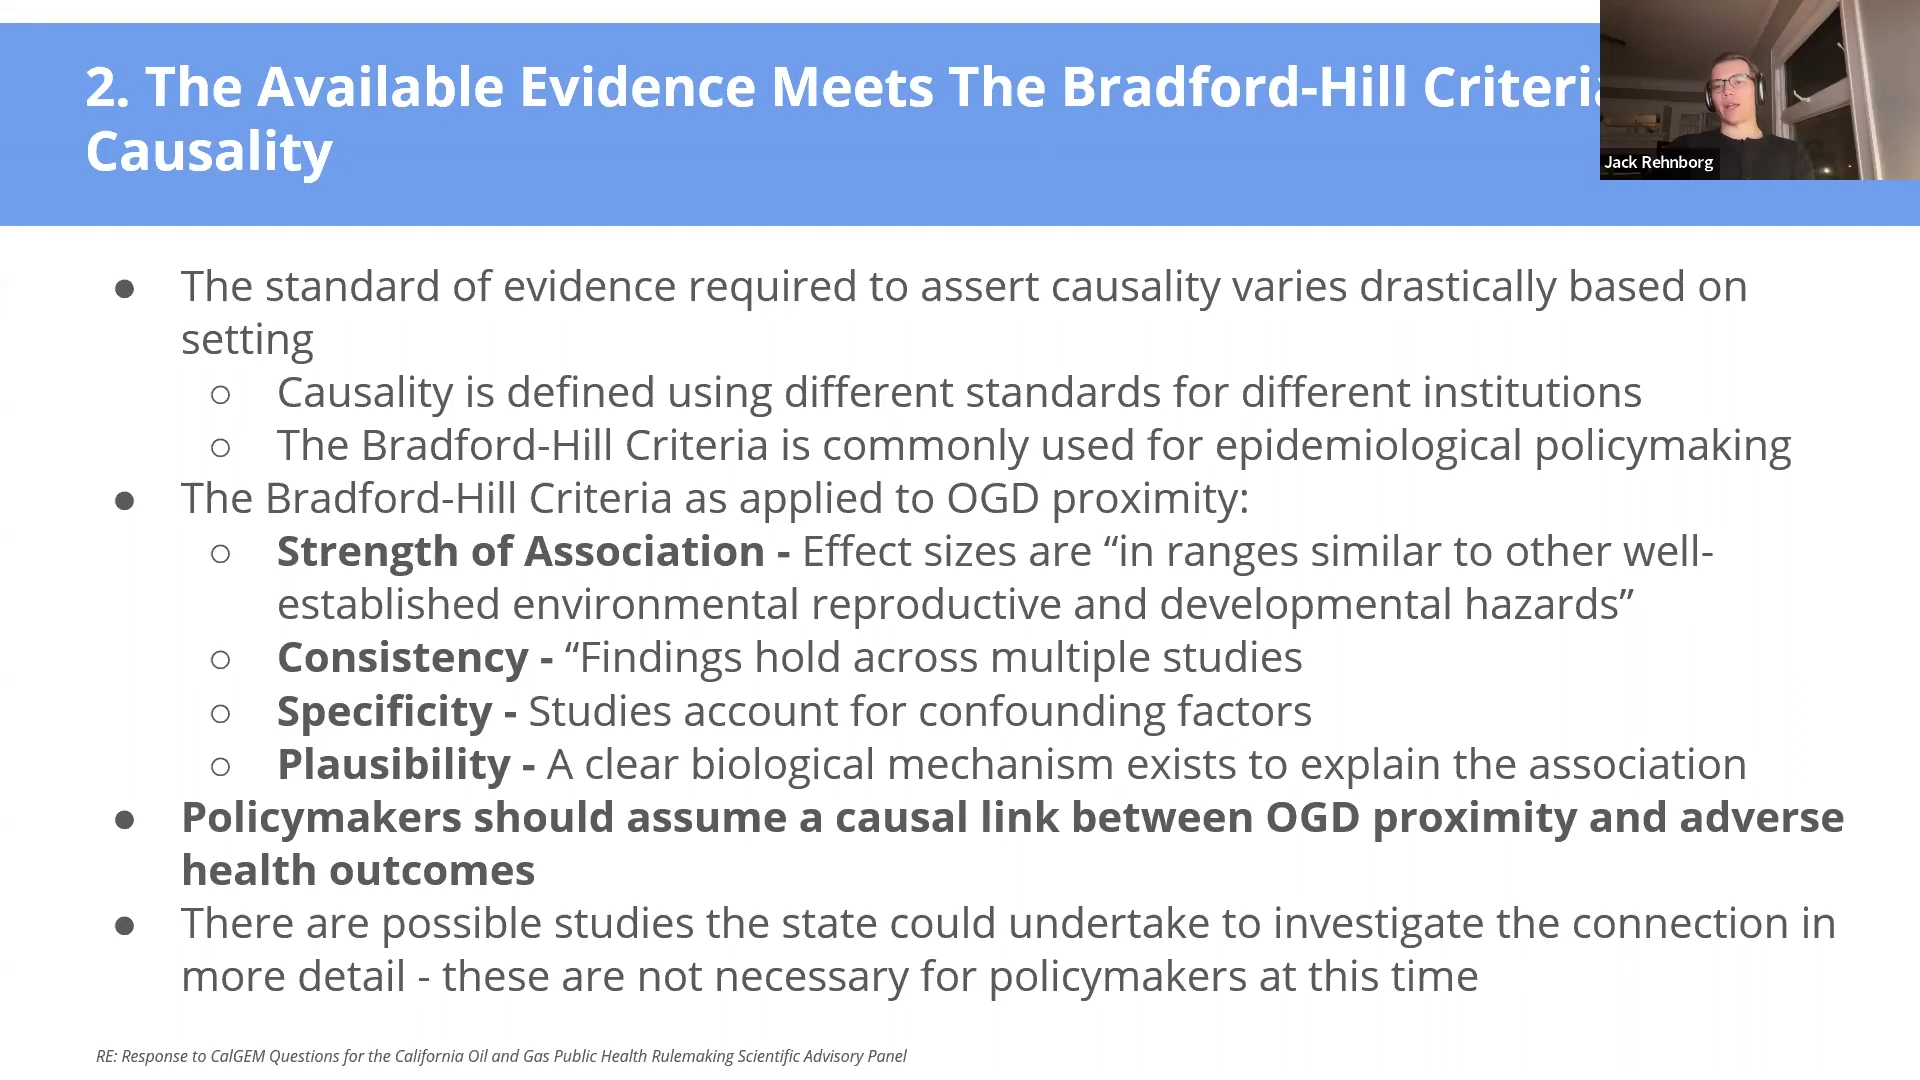 2. The Available Evidence Meets The Bradford-Hill
Causality
Jack Rehnborg
● The standard of evidence required to assert causality varies drastically based on
setting
○ Causality is defined using different standards for different institutions
○ The Bradford-Hill Criteria is commonly used for epidemiological policymaking
● The Bradford-Hill Criteria as applied to OGD proximity:
○ Strength of Association - Effect sizes are “in ranges similar to other well-
established environmental reproductive and developmental hazards”
○ Consistency - “Findings hold across multiple studies
○ Specificity - Studies account for confounding factors
○ Plausibility - A clear biological mechanism exists to explain the association
● Policymakers should assume a causal link between OGD proximity and adverse
health outcomes
● There are possible studies the state could undertake to investigate the connection in
more detail - these are not necessary for policymakers at this time
RE: Response to CalGEM Questions for the California Oil and Gas Public Health Rulemaking Scientific Advisory Panel